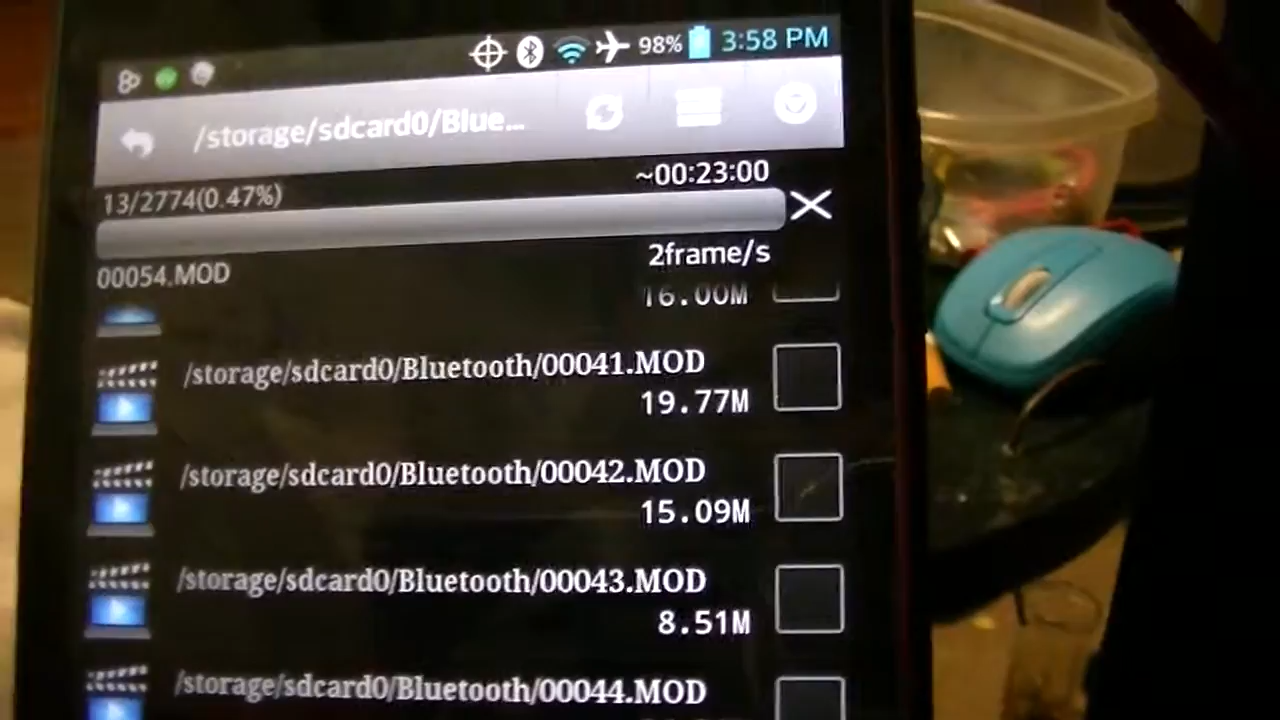 98% 3:58 PM
/storage/sdcard0/Blue...
~00:23:00
13/2774(0.47%)
2frame/s
00054.MOD
16.00M
/storage/sdcard0/Bluetooth/00041.MOD
19.77M
/storage/sdcard0/Bluetooth/00042.MOD
15.09M
/storage/sdcard0/Bluetooth/00043.MOD
8.51M
/storage/sdcard0/Bluetooth/00044.MOD